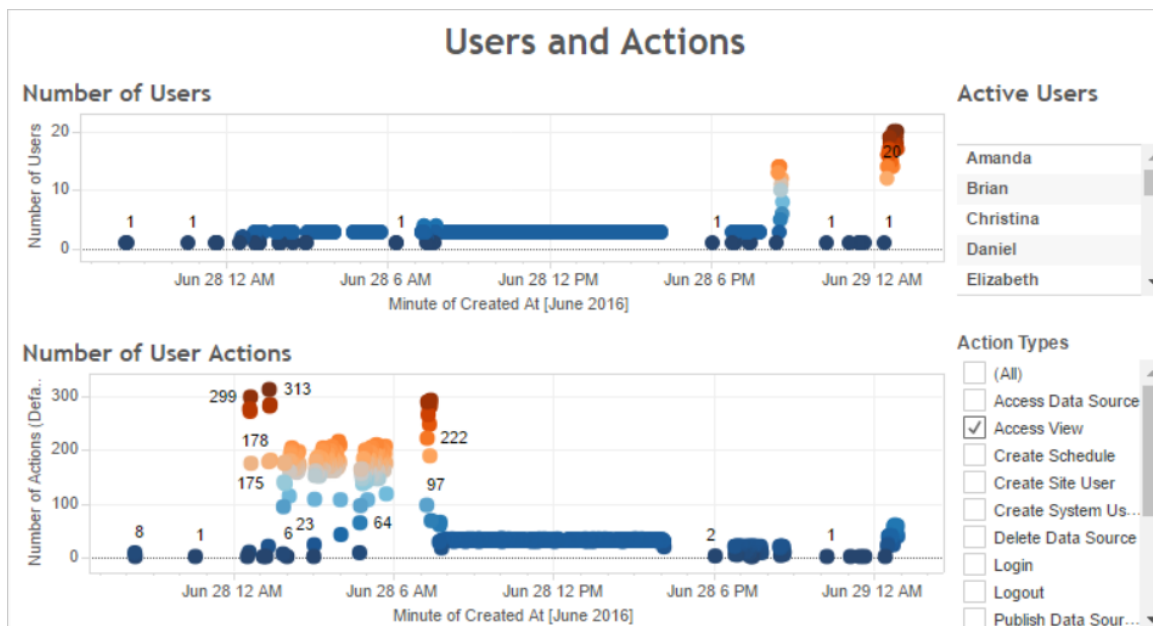 Users and Actions
Number of Users
Number of Users
20
10
0
1
1
1
1
20
1
1
Jun 28 12 AM
Jun 28 6 AM
Jun 28 12 PM
Jun 28 6 PM
Jun 29 12 AM
Minute of Created At [June 2016]
Active Users
Amanda
Brian
Christina
Daniel
Elizabeth
Number of User Actions
Number of Actions (Defa..
300
200
100
0
299
313
178
175
222
97
8
1
6
23
64
2
1
Jun 28 12 AM
Jun 28 6 AM
Jun 28 12 PM
Jun 28 6 PM
Jun 29 12 AM
Minute of Created At [June 2016]
Action Types
(All)
Access Data Source
Access View
Create Schedule
Create Site User
Create System Us...
Delete Data Source
Login
Logout
Publish Data Sour...